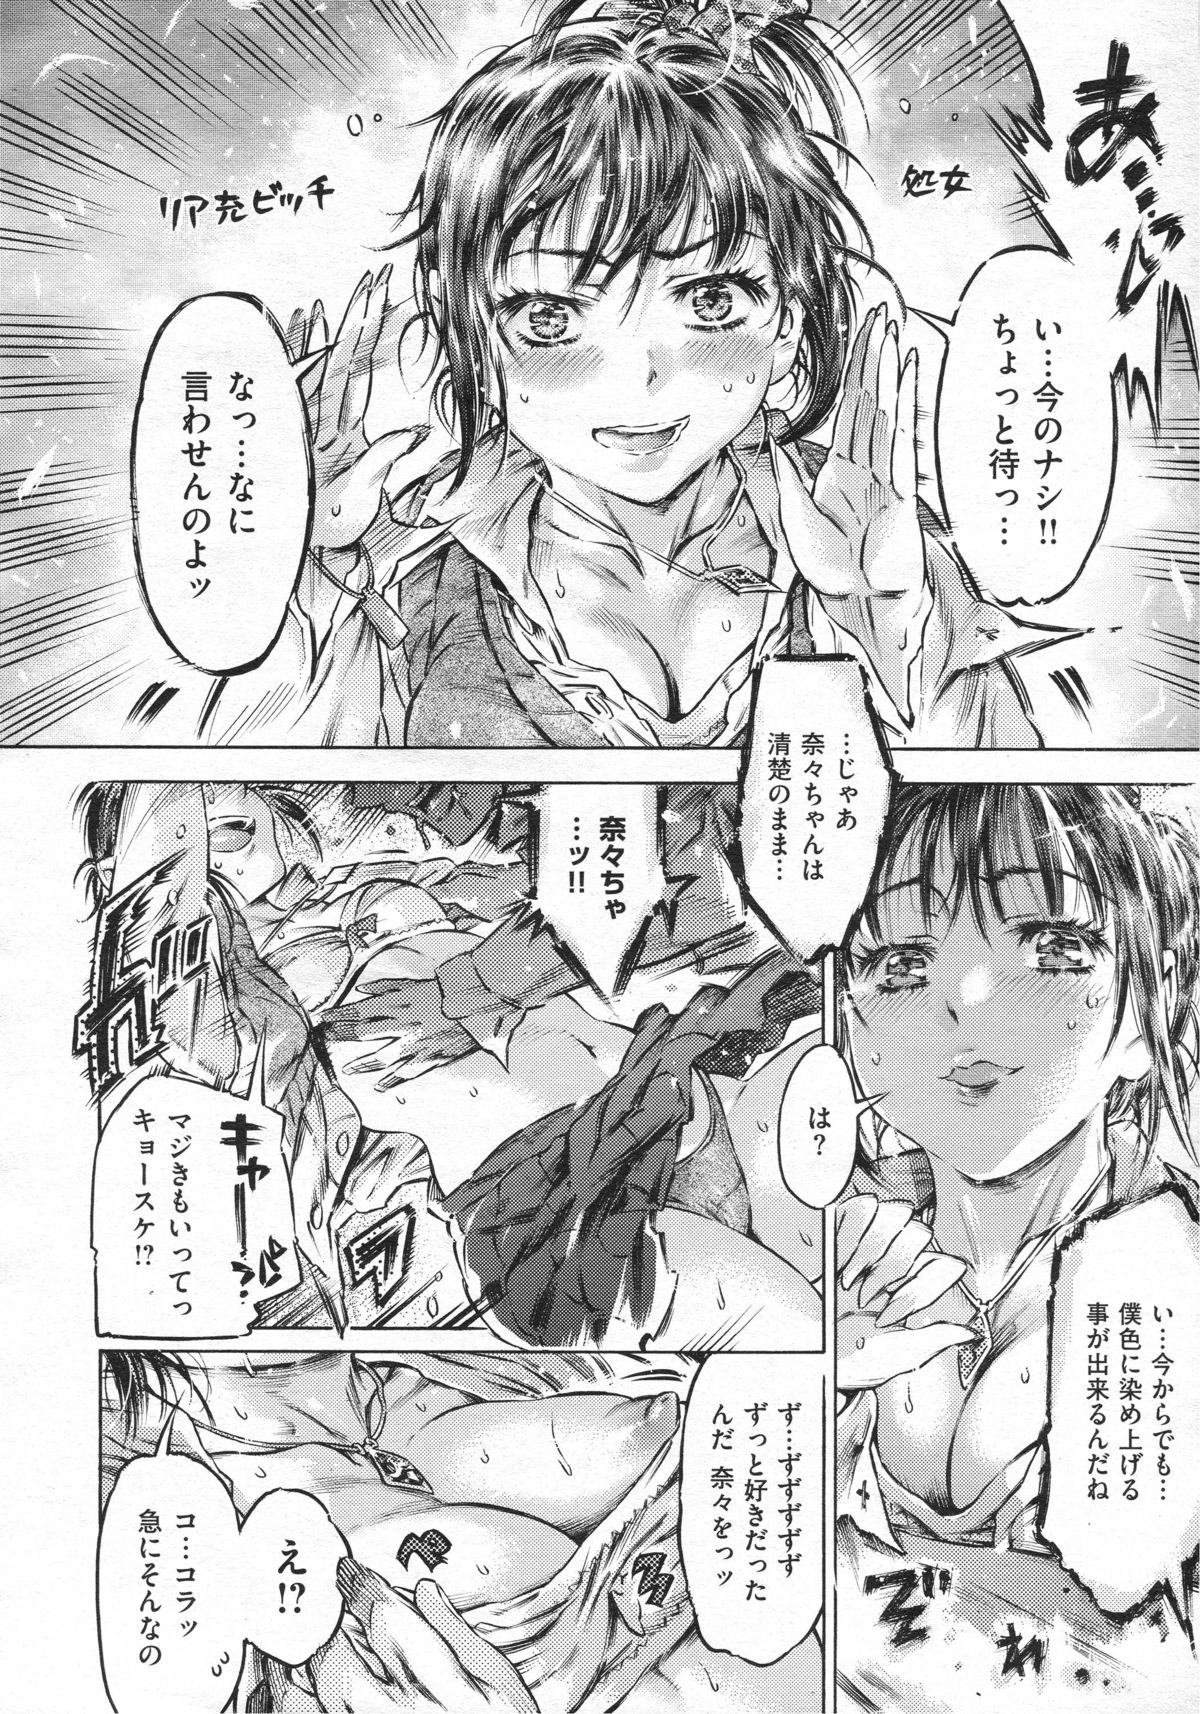 あ…っ
処女
リア充ビッチ
い…今のナシ!!
ちょっと待っ…
なっ…なに
言わせんのよッ
…じゃあ
奈々ちゃんは
清楚のまま…
い…今からでも…
僕色に染め上げる
事が出来るんだね
は?
ぞ
奈々ちゃ
…ッ!!
キャー
マジきもいってっ
キョースケ!?
ず…ずずずずず
ずっと好きだった
んだ 奈々をっッ
え!?
コ…コラッ
急にそんなの